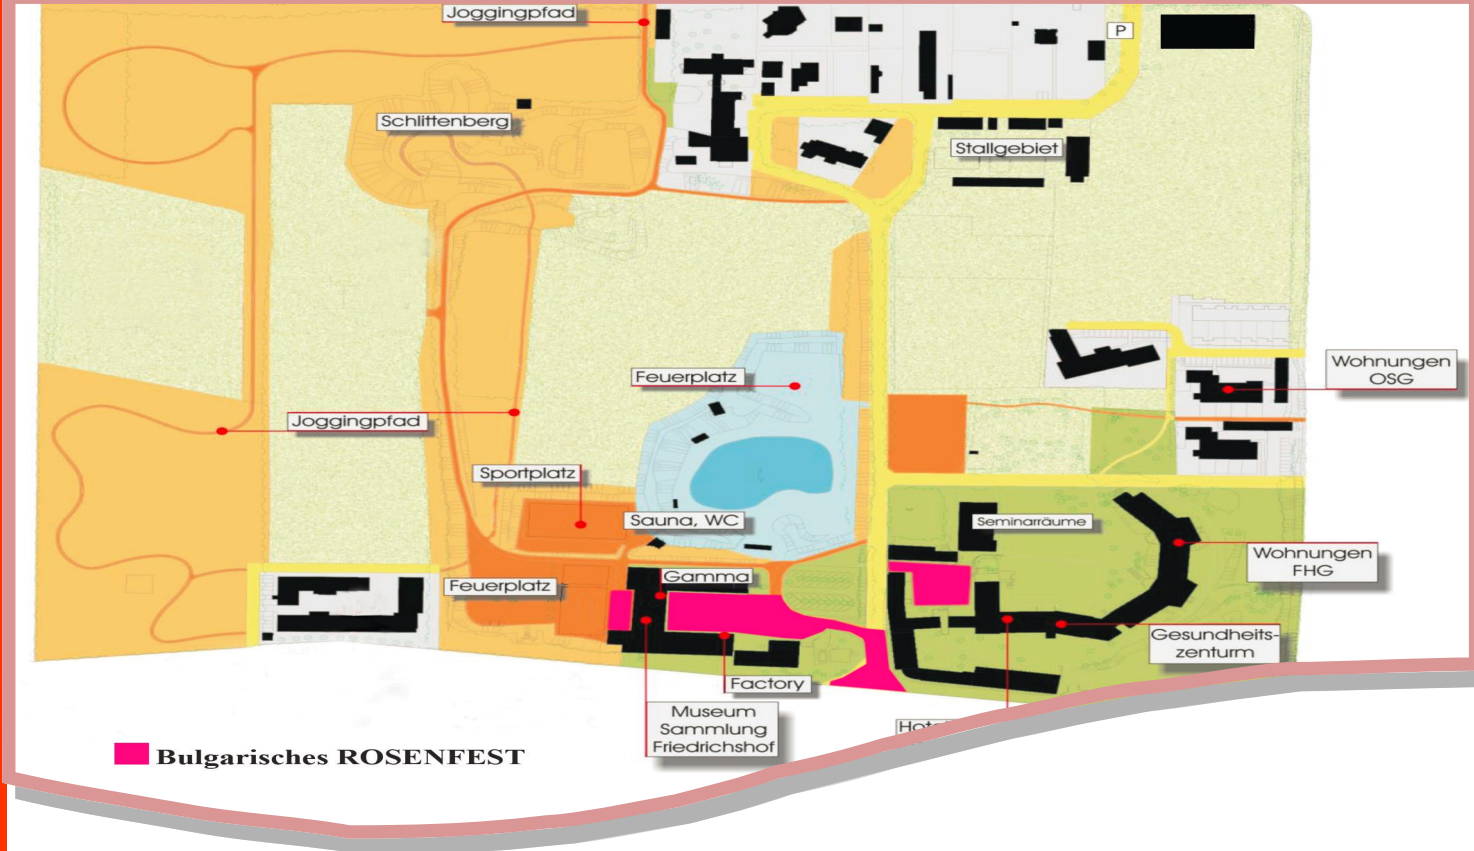 Joggingpfad
P
Schlittenberg
Stallgebiet
Feuerplatz
Wohnungen
OSG
Joggingpfad
Sportplatz
Sauna, WC
Seminarräume
Wohnungen
FHG
Feuerplatz
Gamma
Gesundheits-
zenturm
Factory
Museum
Sammlung
Friedrichshof
Bulgarisches ROSENFEST